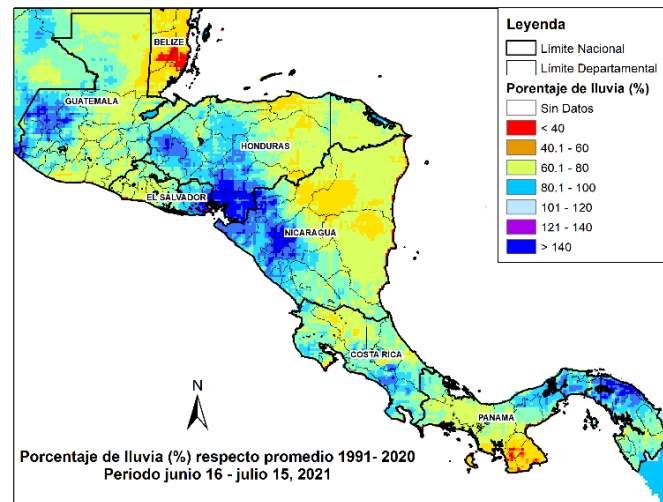 BELIZE
GUATEMALA
HONDURAS
EL SALVADOR
NICARAGUA
COSTA RICA
PANAMA
N
Leyenda
Límite Nacional
Límite Departamental
Porentaje de lluvia (%)
Sin Datos
< 40
40.1 - 60
60.1 - 80
80.1 - 100
101 - 120
121 - 140
> 140
Porcentaje de lluvia (%) respecto promedio 1991- 2020
Período junio 16 - julio 15, 2021